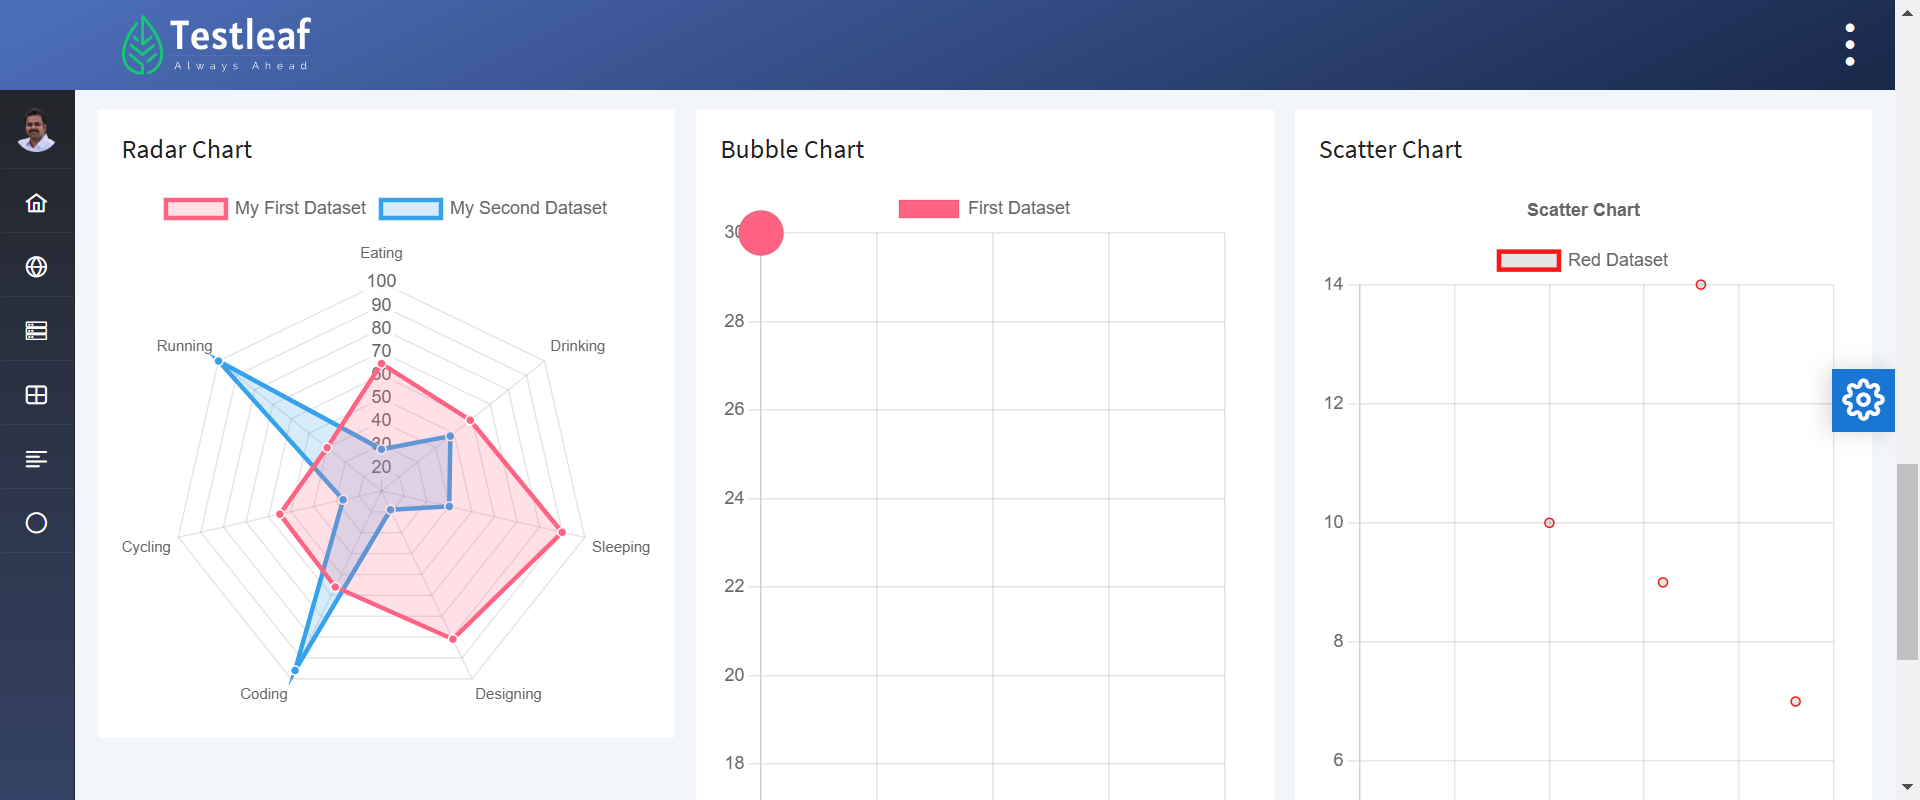 Testleaf
Always Ahead
Radar Chart
My First Dataset
My Second Dataset
Eating
100
90
80
70
60
50
40
30
20
Running
Drinking
Cycling
Sleeping
Coding
Designing
Bubble Chart
First Dataset
30
28
26
24
22
20
18
Scatter Chart
Scatter Chart
Red Dataset
14
12
10
8
6